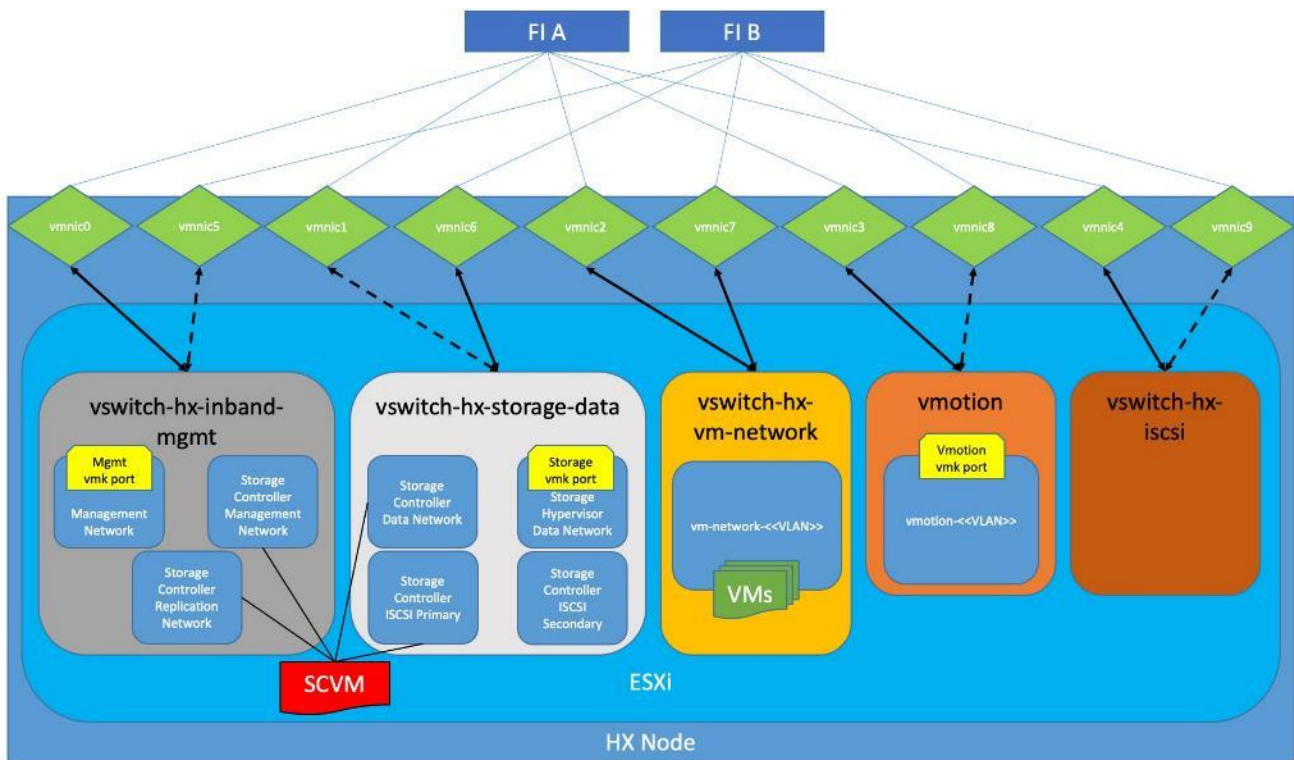 FI A
FI B
vmnic0
vmnic5
vmnic1
vmnic6
vmnic2
vmnic7
vmnic3
vmnic8
vmnic4
vmnic9
vswitch-hx-inband-
mgmt
Mgmt
vmk port
Management
Network
Storage
Controller
Management
Network
Storage
Controller
Replication
Network
vswitch-hx-storage-data
Storage
Controller
Data Network
Storage
vmk port
Storage
Hypervisor
Data Network
Storage
Controller
ISCSI Primary
Storage
Controller
ISCSI
Secondary
vswitch-hx-
vm-network
vm-network-<<VLAN>>
VMs
vmotion
Vmotion
vmk port
vmotion-<<VLAN>>
vswitch-hx-
iscsi
SCVM
ESXi
HX Node